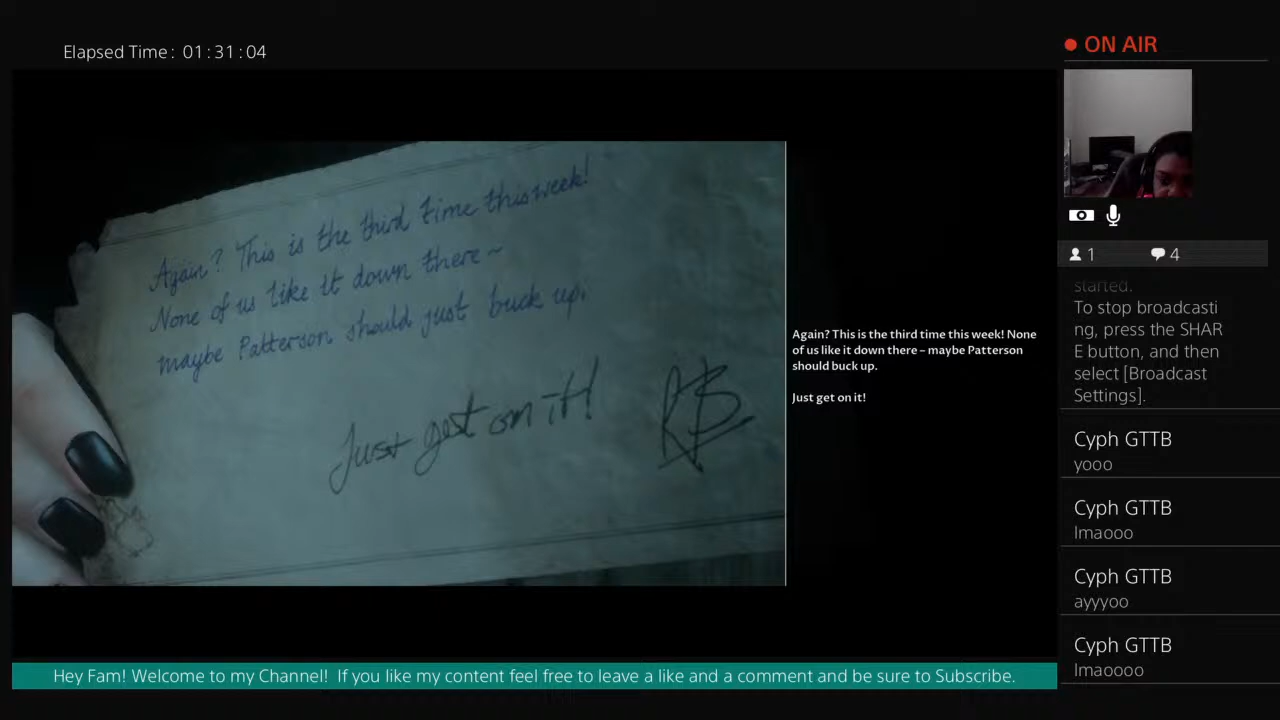 Elapsed Time: 01:31:04
ON AIR
Again? This is the third time this week!
None of us like it down there ~
maybe Patterson should just buck up.
Just get on it!
RB
Again? This is the third time this week! None
of us like it down there – maybe Patterson
should buck up.
Just get on it!
1
4
started.
To stop broadcasti
ng, press the SHAR
E button, and then
select [Broadcast
Settings].
Cyph GTTB
yooo
Cyph GTTB
lmaooo
Cyph GTTB
ayyyoo
Cyph GTTB
lmaoooo
Hey Fam! Welcome to my Channel! If you like my content feel free to leave a like and a comment and be sure to Subscribe.